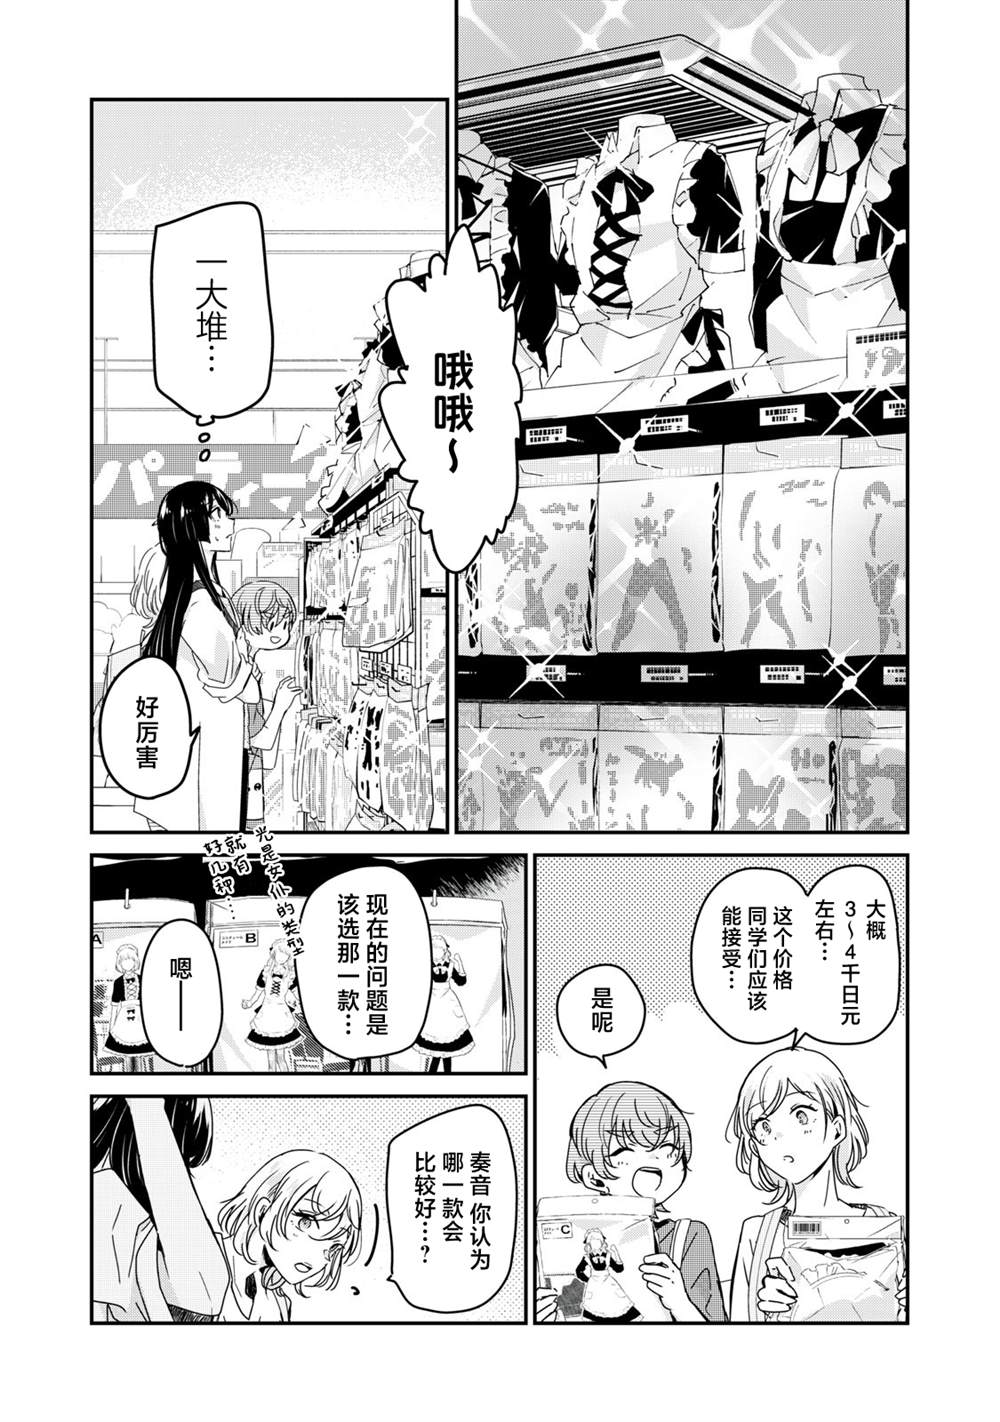 哦
哦
～
一大堆…
パーティーグ
好厉害
大概
3～4千日元
左右…
这个价格
同学们应该
能接受…
是呢
C
现在的问题是
该选那一款…
光是女仆的类型
就有
好几种…
嗯——
A
B
奏音 你认为
哪一款会
比较好…?